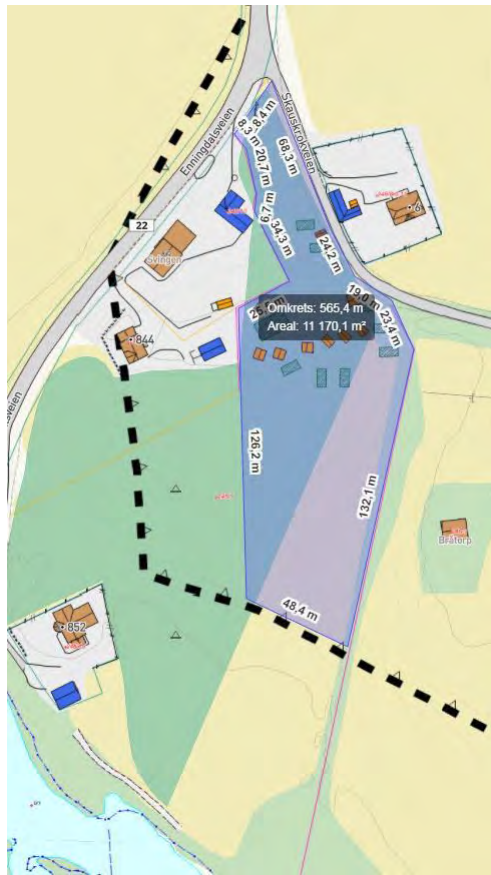 Enningdalsveien
Skauskrokveien
8,4 m
8,3 m
20,7 m
68,3 m
22
Svingen
34,3 m
24,2 m
19,0 m
23,4 m
Omkrets: 565,4 m
Areal: 11 170,1 m²
844
126,2 m
132,1 m
Bråtorp
48,4 m
852